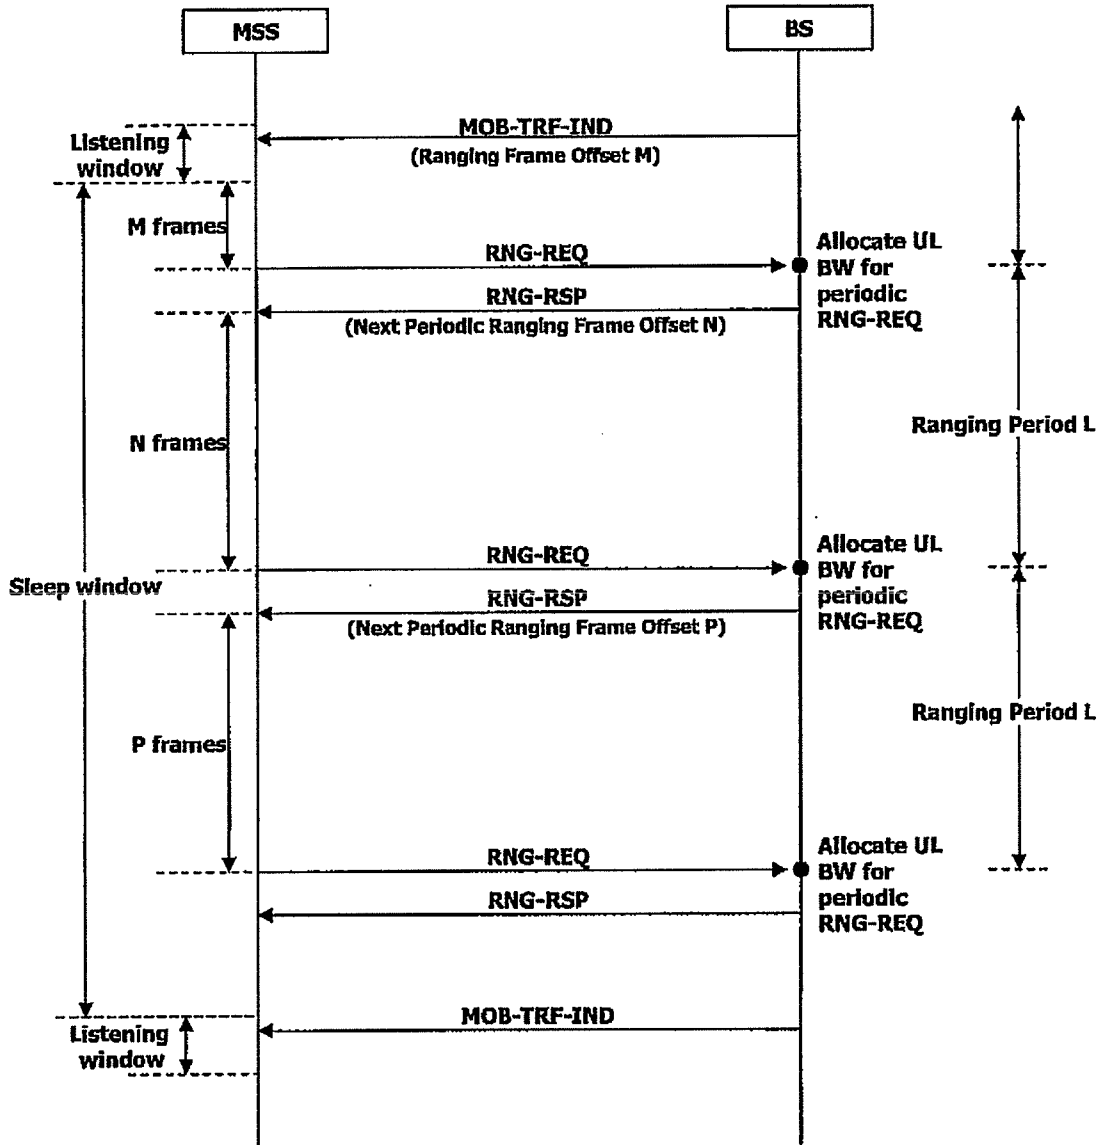 MSS
BS
MOB-TRF-IND
(Ranging Frame Offset M)
Listening
window
M frames
RNG-REQ
Allocate UL
BW for
periodic
RNG-REQ
RNG-RSP
(Next Periodic Ranging Frame Offset N)
N frames
Ranging Period L
RNG-REQ
Allocate UL
BW for
periodic
RNG-REQ
Sleep window
RNG-RSP
(Next Periodic Ranging Frame Offset P)
Ranging Period L
P frames
RNG-REQ
Allocate UL
BW for
periodic
RNG-REQ
RNG-RSP
MOB-TRF-IND
Listening
window